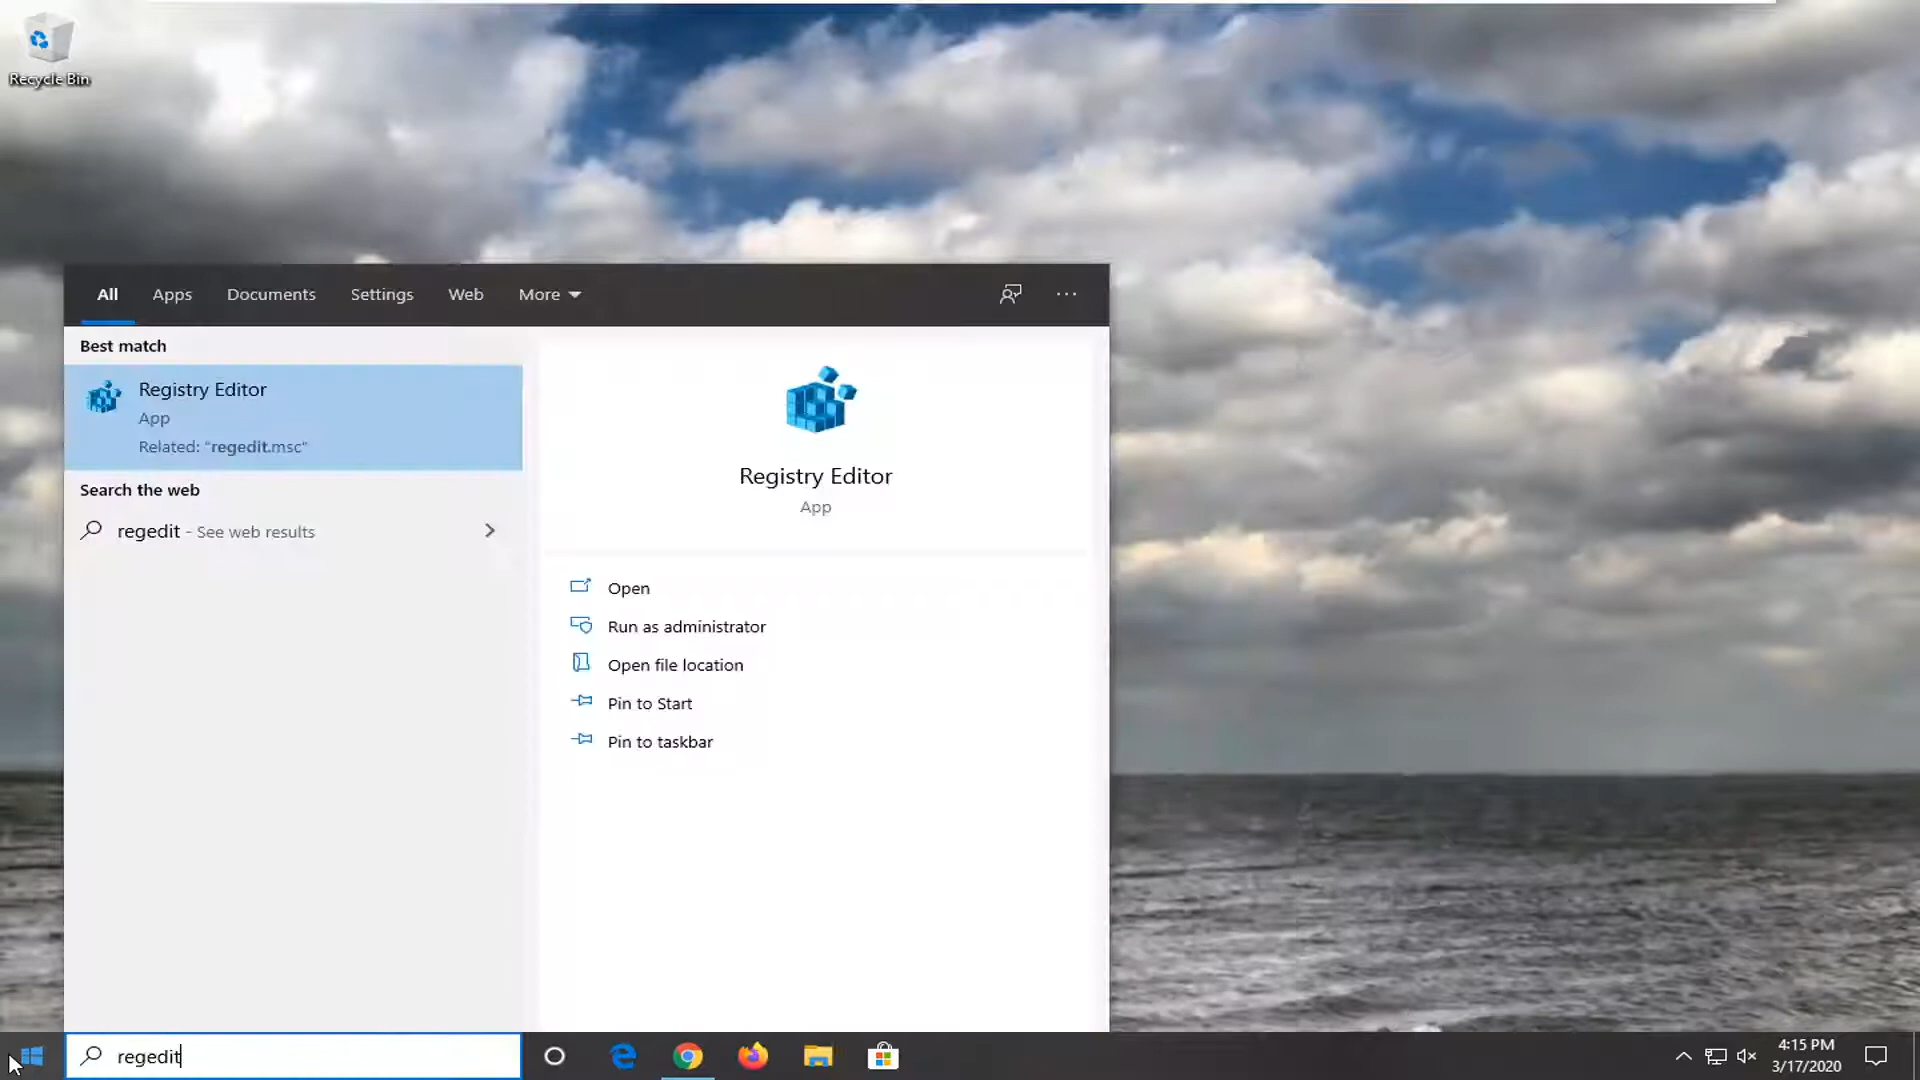 Recycle Bin
All Apps Documents Settings Web More
Best match
Registry Editor
App
Related: "regedit.msc"
Search the web
regedit - See web results
Registry Editor
App
Open
Run as administrator
Open file location
Pin to Start
Pin to taskbar
regedit
4:15 PM
3/17/2020